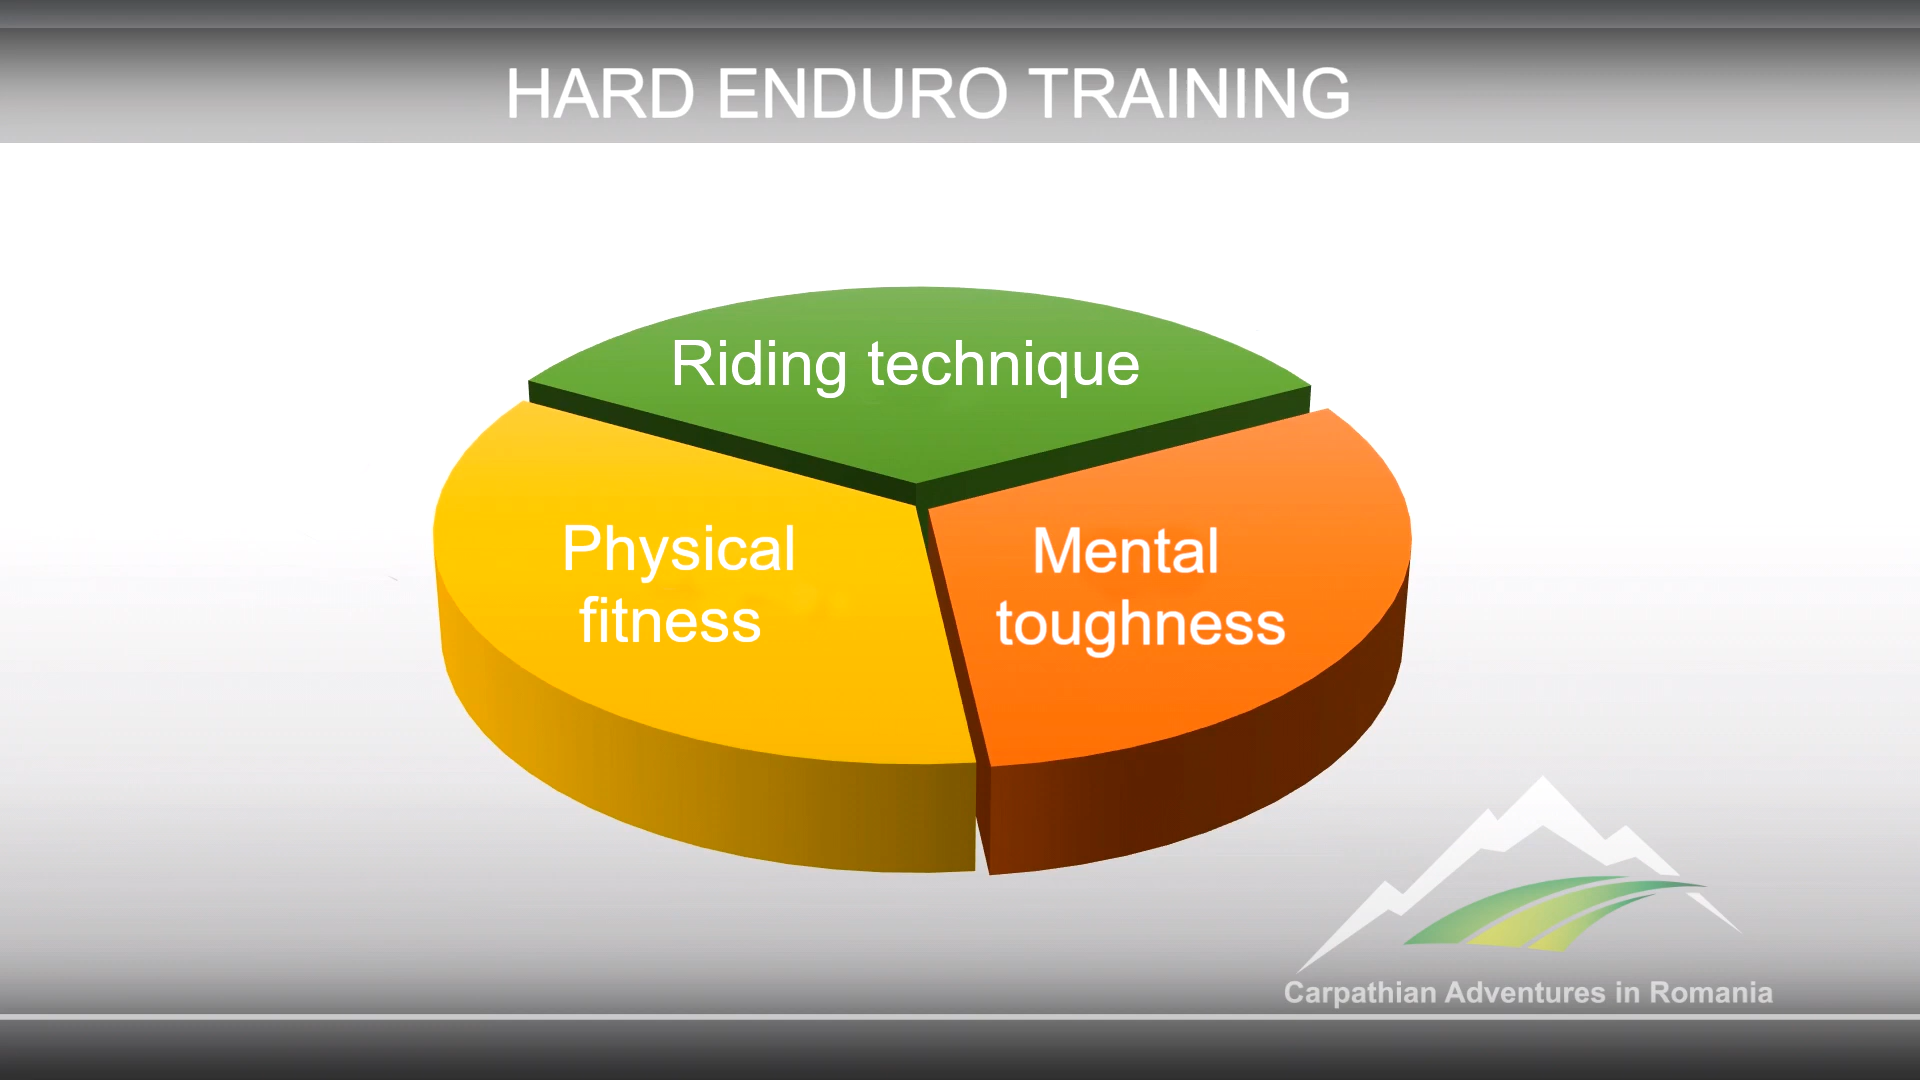 HARD ENDURO TRAINING
Riding technique
Physical
fitness
Mental
toughness
Carpathian Adventures in Romania